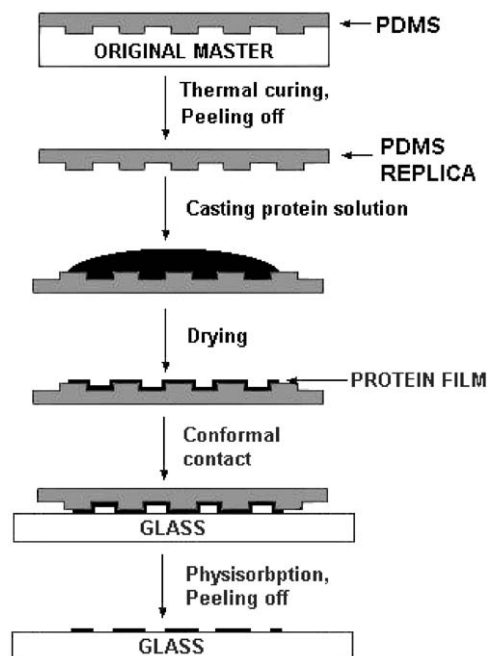 PDMS
ORIGINAL MASTER
Thermal curing,
Peeling off
PDMS
REPLICA
Casting protein solution
Drying
PROTEIN FILM
Conformal
contact
GLASS
Physisorbption,
Peeling off
GLASS